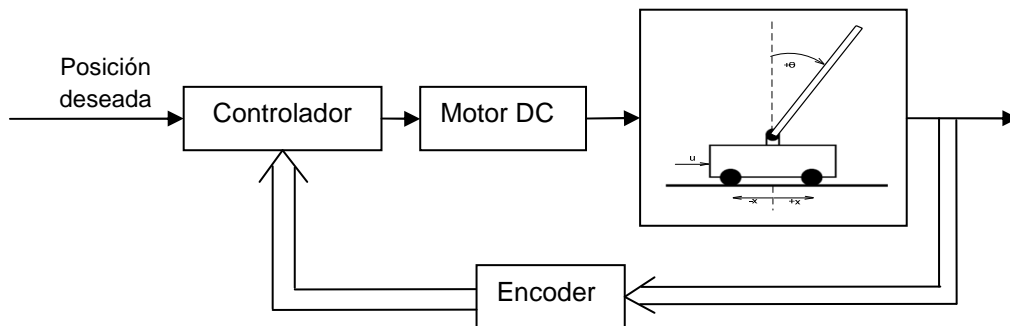 Posición
deseada
Controlador
Motor DC
+θ
u
-x
+x
Encoder